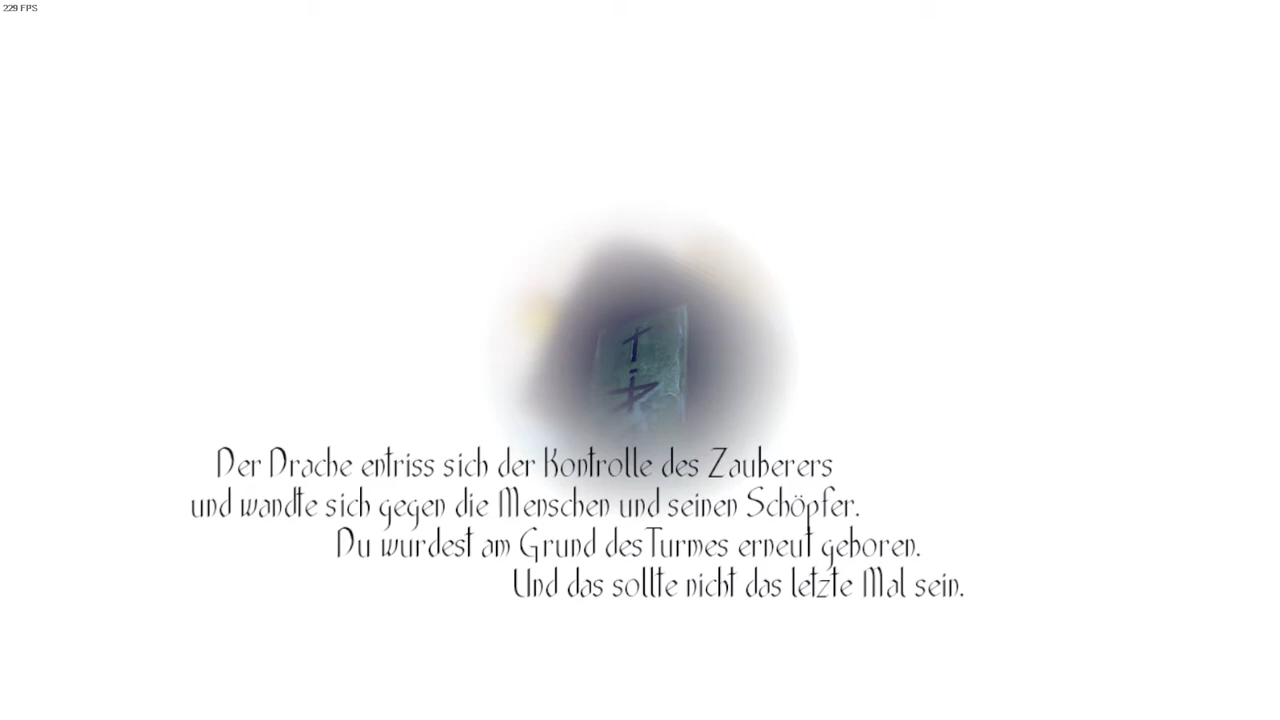 229 FPS
Der Drache entriss sich der Kontrolle des Zauberers
und wandte sich gegen die Menschen und seinen Schöpfer.
Du wurdest am Grund des Turmes erneut geboren.
Und das sollte nicht das letzte Mal sein.